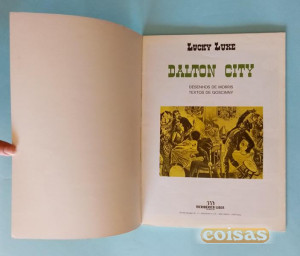 LUCKY LUKE
DALTON CITY
DESENHOS DE MORRIS
TEXTOS DE GOSCINNY
coisas